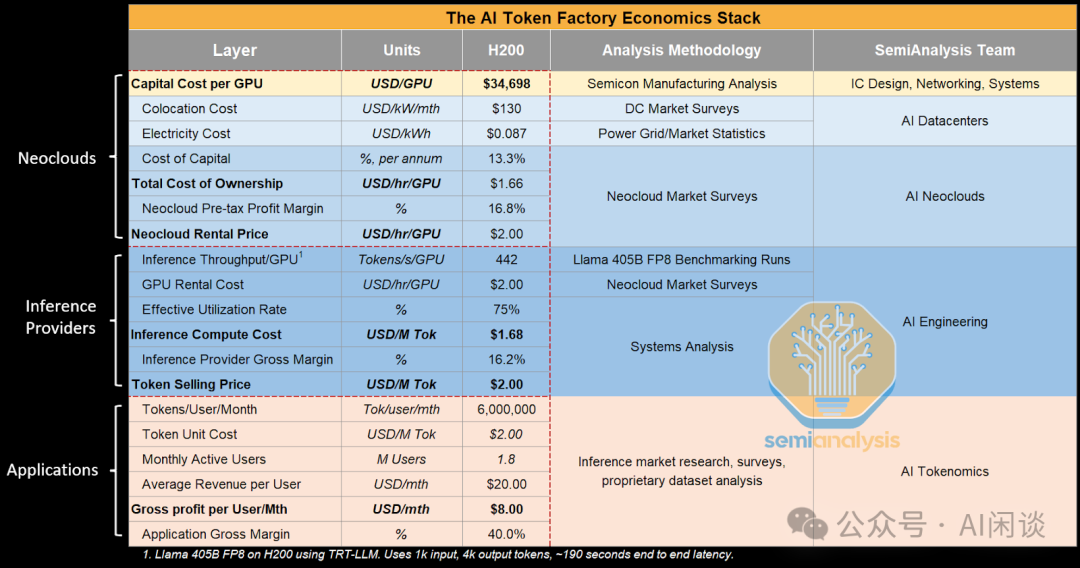 The AI Token Factory Economics Stack
Layer Units H200 Analysis Methodology SemiAnalysis Team
Neoclouds
Capital Cost per GPU USD/GPU $34,698 Semicon Manufacturing Analysis IC Design, Networking, Systems
Colocation Cost USD/kW/mth $130 DC Market Surveys
AI Datacenters
Electricity Cost USD/kWh $0.087 Power Grid/Market Statistics
Cost of Capital %, per annum 13.3%
Total Cost of Ownership USD/hr/GPU $1.66
Neocloud Market Surveys AI Neoclouds
Neocloud Pre-tax Profit Margin % 16.8%
Neocloud Rental Price USD/hr/GPU $2.00
Inference Providers
Inference Throughput/GPU1 Tokens/s/GPU 442 Llama 405B FP8 Benchmarking Runs
GPU Rental Cost USD/hr/GPU $2.00 Neocloud Market Surveys
Effective Utilization Rate % 75%
AI Engineering
Inference Compute Cost USD/M Tok $1.68
Systems Analysis
Inference Provider Gross Margin % 16.2%
Token Selling Price USD/M Tok $2.00
semianalysis
Applications
Tokens/User/Month Tok/user/mth 6,000,000
Token Unit Cost USD/M Tok $2.00
Monthly Active Users M Users 1.8
Inference market research, surveys,
proprietary dataset analysis
AI Tokenomics
Average Revenue per User USD/mth $20.00
Gross profit per User/Mth USD/mth $8.00
Application Gross Margin % 40.0%
公众号 · AI闲谈
1. Llama 405B FP8 on H200 using TRT-LLM. Uses 1k input, 4k output tokens, ~190 seconds end to end latency.